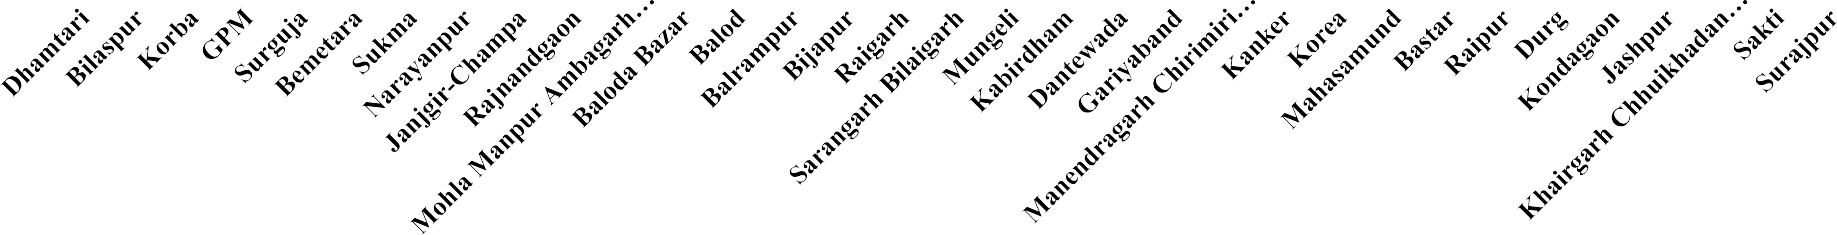 Dhamtari
Bilaspur
Korba
GPM
Surguja
Bemetara
Sukma
Narayanpur
Janjgir-Champa
Rajnandgaon
Mohla Manpur Ambagarh…
Baloda Bazar
Balod
Balrampur
Bijapur
Raigarh
Sarangarh Bilaigarh
Mungeli
Kabirdham
Dantewada
Gariyaband
Manendragarh Chirimiri…
Kanker
Korea
Mahasamund
Bastar
Raipur
Durg
Kondagaon
Jashpur
Khairgarh Chhuikhadan…
Sakti
Surajpur